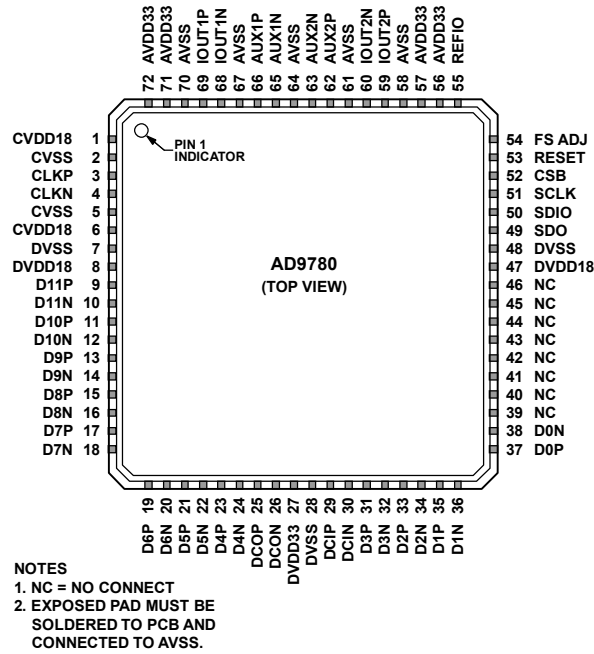 72 AVDD33
71 AVDD33
70 AVSS
69 IOUT1P
68 IOUT1N
67 AVSS
66 AUX1P
65 AUX1N
64 AVSS
63 AUX2N
62 AUX2P
61 AVSS
60 IOUT2N
59 IOUT2P
58 AVSS
57 AVDD33
56 AVDD33
55 REFIO
CVDD18 1
CVSS 2
CLKP 3
CLKN 4
CVSS 5
CVDD18 6
DVSS 7
DVDD18 8
D11P 9
D11N 10
D10P 11
D10N 12
D9P 13
D9N 14
D8P 15
D8N 16
D7P 17
D7N 18
PIN 1
INDICATOR
AD9780
(TOP VIEW)
54 FS ADJ
53 RESET
52 CSB
51 SCLK
50 SDIO
49 SDO
48 DVSS
47 DVDD18
46 NC
45 NC
44 NC
43 NC
42 NC
41 NC
40 NC
39 NC
38 D0N
37 D0P
D6P 19
D6N 20
D5P 21
D5N 22
D4P 23
D4N 24
DCOP 25
DCON 26
DVDD33 27
DVSS 28
DCIP 29
DCIN 30
D3P 31
D3N 32
D2P 33
D2N 34
D1P 35
D1N 36
NOTES
1. NC = NO CONNECT
2. EXPOSED PAD MUST BE
SOLDERED TO PCB AND
CONNECTED TO AVSS.